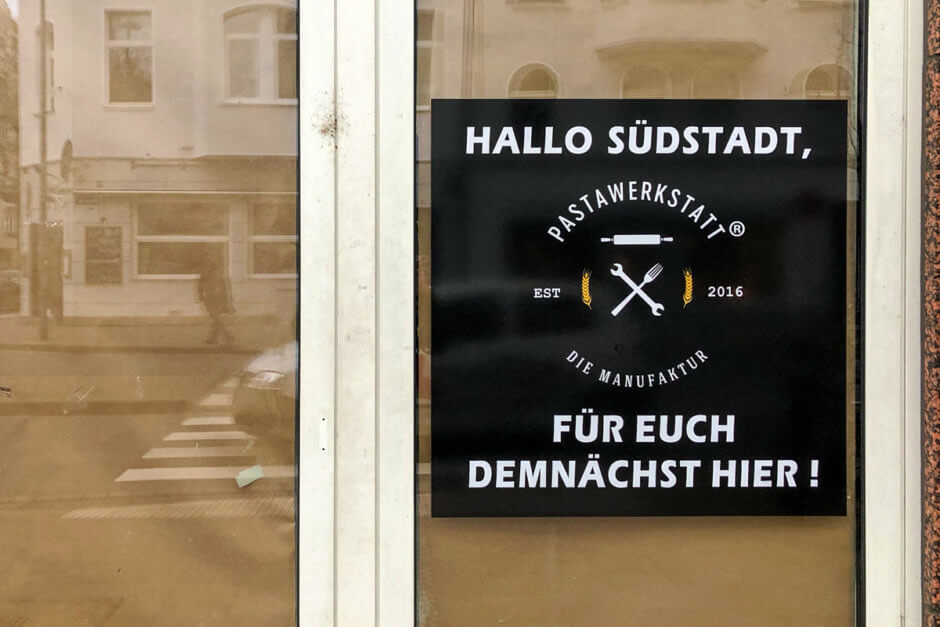 HALLO SÜDSTADT,
PASTAWERKSTATT®
EST 2016
DIE MANUFAKTUR
FÜR EUCH
DEMNÄCHST HIER !